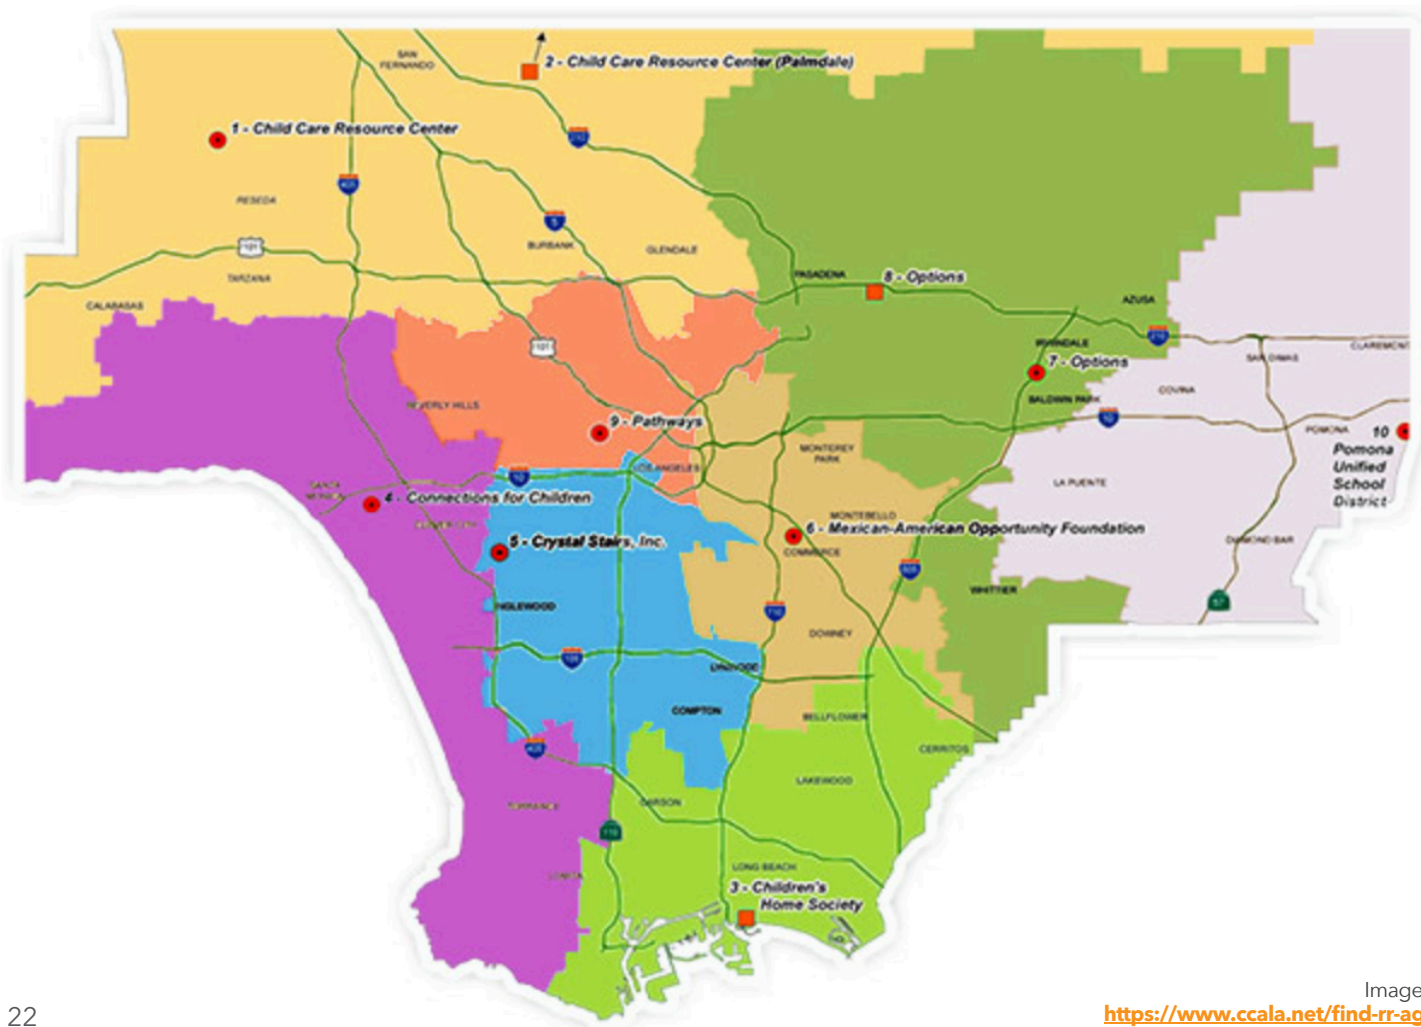 SAN
FERNANDO
2 - Child Care Resource Center (Palmdale)
1 - Child Care Resource Center
210
405
RESEDA
5
101
BURBANK
GLENDALE
TARZANA
PASADENA
8 - Options
CALABASAS
AZUSA
101
210
IRWINDALE
SAN DIMAS
CLAREMONT
7 - Options
COVINA
BEVERLY HILLS
BALDWIN PARK
10
9 - Pathways
POMONA
10
Pomona
Unified
School
District
MONTEREY
PARK
LOS ANGELES
10
LA PUENTE
SANTA
MONICA
4 - Connections for Children
MONTEBELLO
CULVER CITY
6 - Mexican-American Opportunity Foundation
5 - Crystal Stairs, Inc.
COMMERCE
DIAMOND BAR
605
WHITTIER
57
INGLEWOOD
710
DOWNEY
105
LYNWOOD
COMPTON
BELLFLOWER
405
CERRITOS
LAKEWOOD
TORRANCE
CARSON
110
LONG BEACH
LOMITA
3 - Children's
Home Society
Image
https://www.ccala.net/find-rr-ag
22